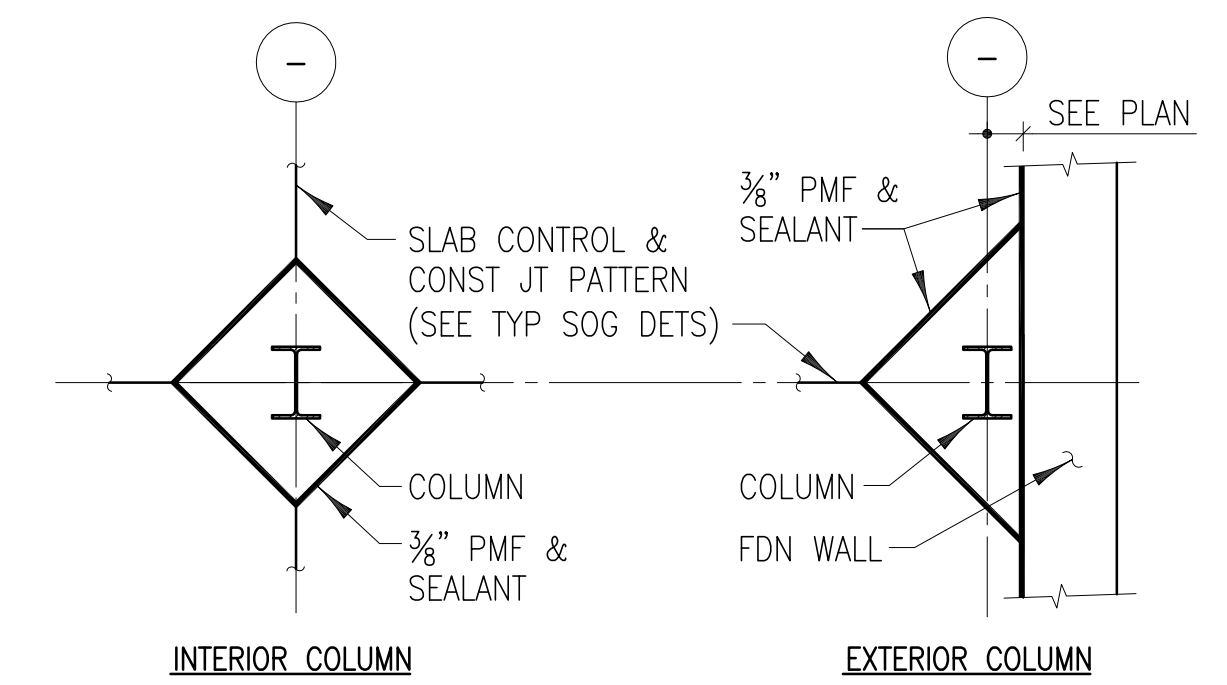 –
–
SEE PLAN
3/8" PMF &
SEALANT
SLAB CONTROL &
CONST JT PATTERN
(SEE TYP SOG DETS)
COLUMN
3/8" PMF &
SEALANT
COLUMN
FDN WALL
INTERIOR COLUMN
EXTERIOR COLUMN